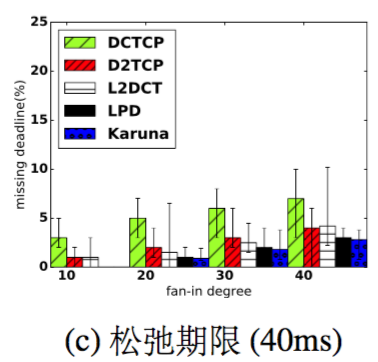 25
20
15
10
5
0
missing deadline(%)
DCTCP
D2TCP
L2DCT
LPD
Karuna
10 20 30 40
fan-in degree
(c) 松弛期限 (40ms)